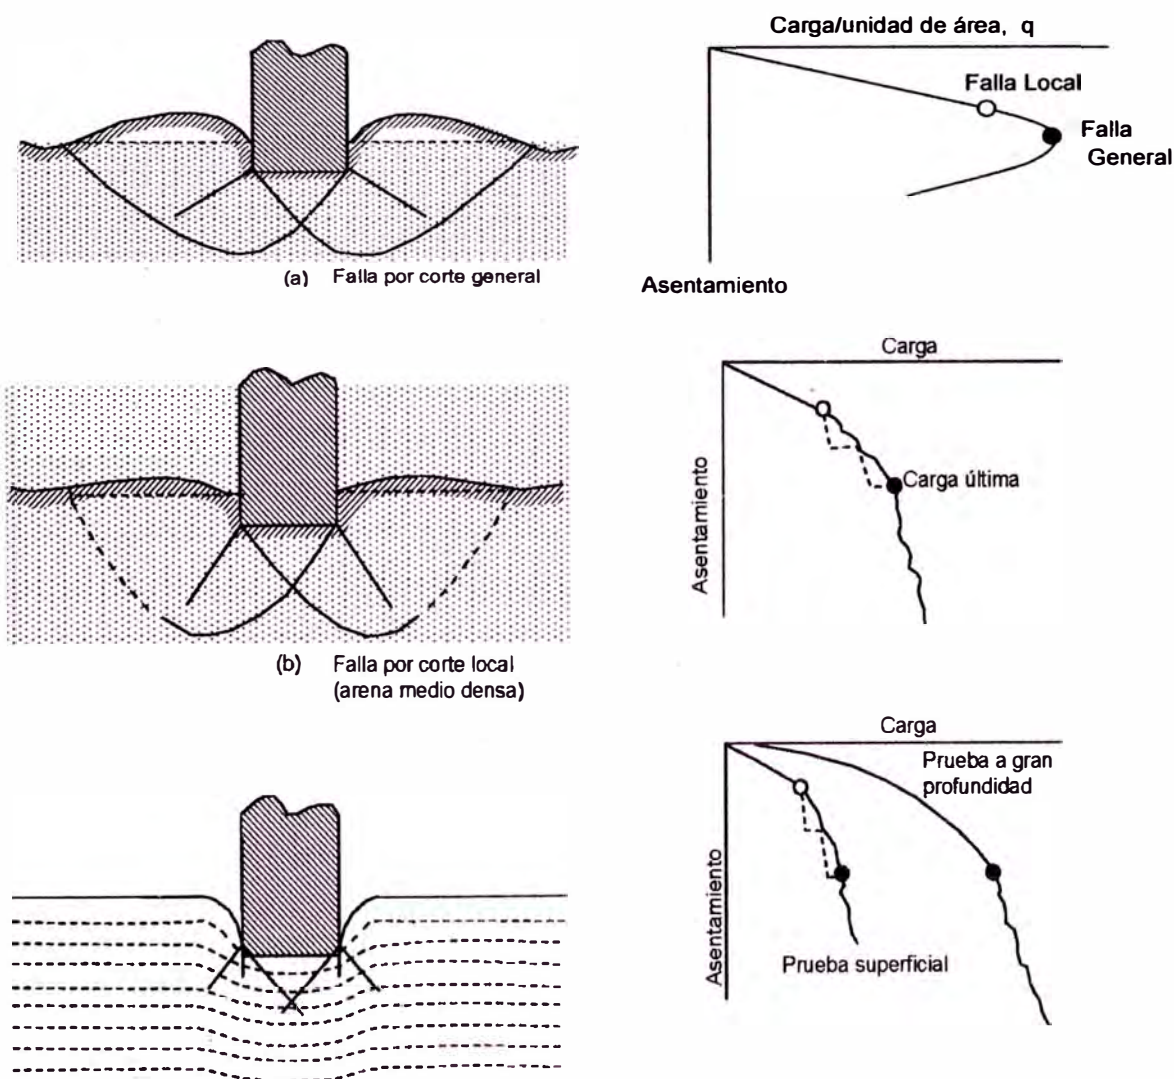 Carga/unidad de área, q
Falla Local
Falla
General
Asentamiento
(a) Falla por corte general
Carga
Asentamiento
Carga última
(b) Falla por corte local
(arena medio densa)
Carga
Prueba a gran
profundidad
Asentamiento
Prueba superficial